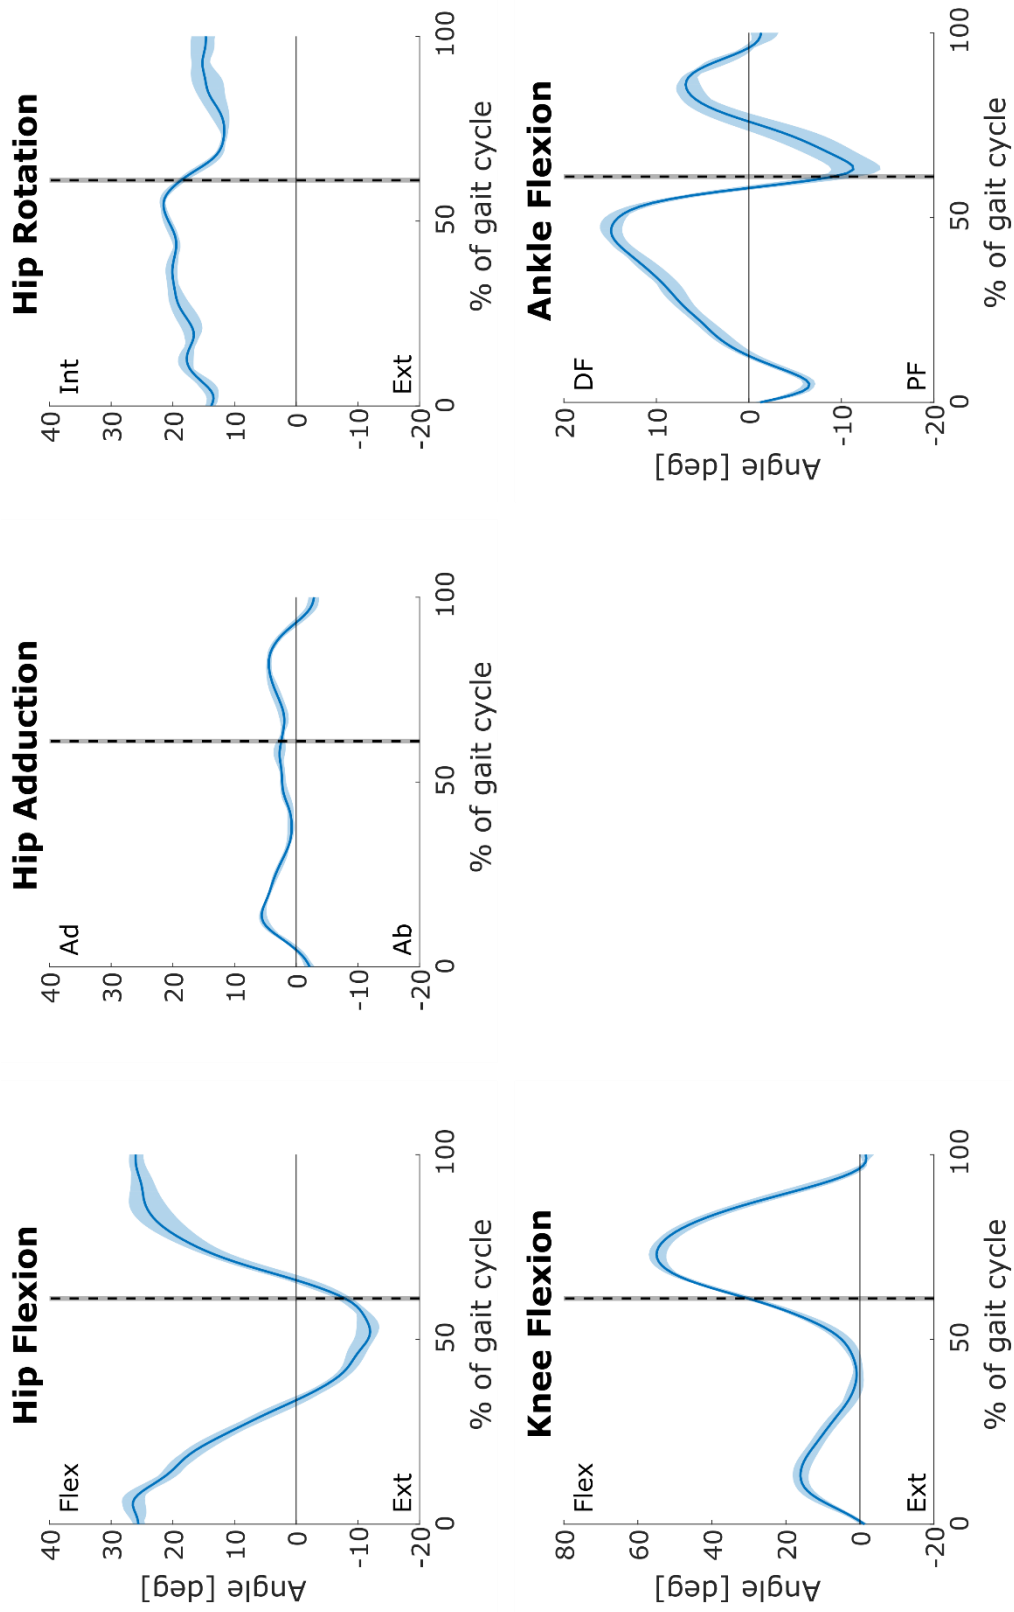 Hip Flexion
Angle [deg]
40
30
20
10
0
-10
-20
Flex
Ext
0
50
100
% of gait cycle
Hip Adduction
40
30
20
10
0
-10
-20
Ad
Ab
0
50
100
% of gait cycle
Hip Rotation
40
30
20
10
0
-10
-20
Int
Ext
0
50
100
% of gait cycle
Knee Flexion
Angle [deg]
80
60
40
20
0
-20
Flex
Ext
0
50
100
% of gait cycle
Ankle Flexion
Angle [deg]
20
10
0
-10
-20
DF
PF
0
50
100
% of gait cycle